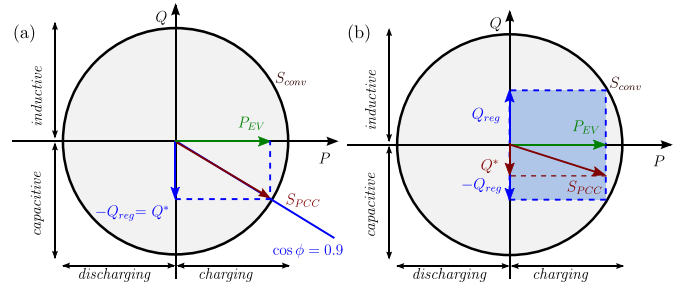 (a)
Q
inductive
capacitive
S_conv
P_EV
P
S_PCC
−Q_reg = Q*
cos ϕ = 0.9
discharging
charging
(b)
Q
inductive
capacitive
S_conv
Q_reg
P_EV
P
Q*
−Q_reg
S_PCC
discharging
charging